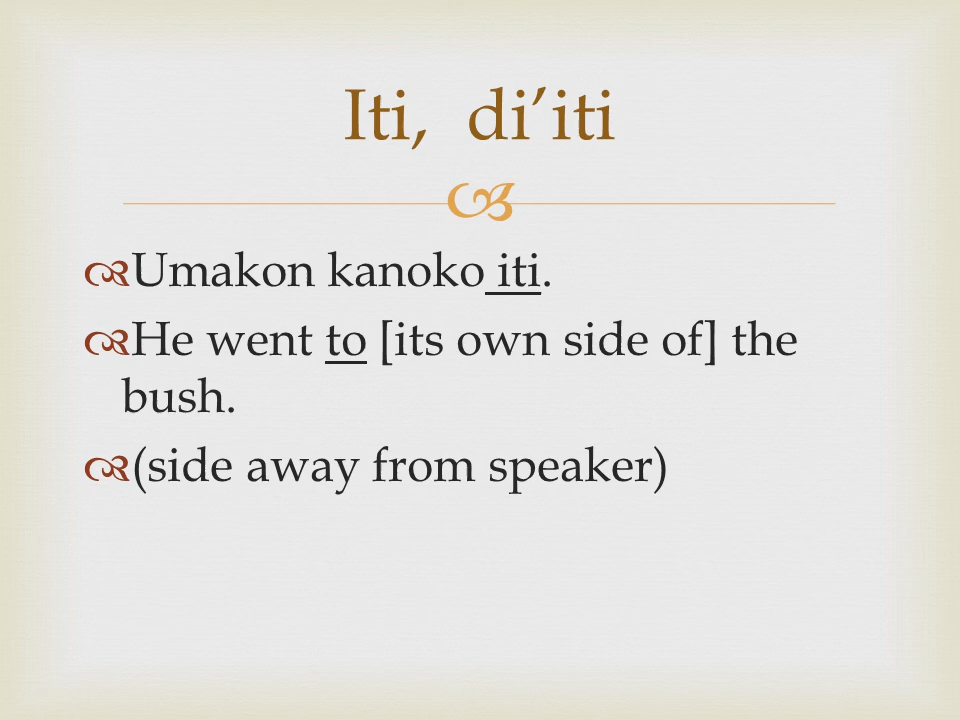 Iti, di’iti
Umakon kanoko iti.
He went to [its own side of] the
bush.
(side away from speaker)